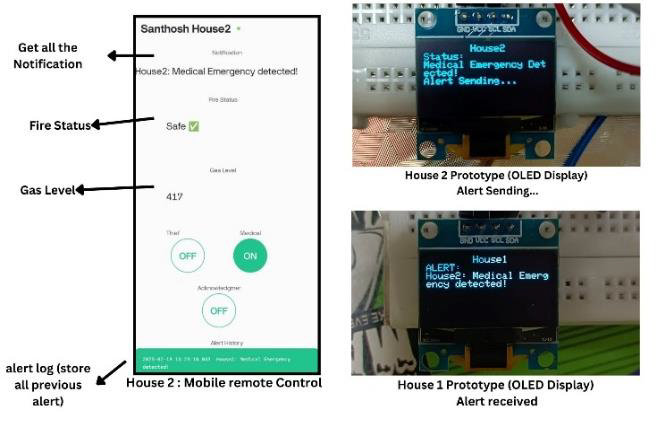 Get all the
Notification
Fire Status
Gas Level
alert log (store
all previous
alert)
Santhosh House2
Notification
House2: Medical Emergency detected!
Fire Status
Safe ✅
Gas Level
417
Thief
Medical
OFF
ON
Acknowledgmen
OFF
Alert History
House2: Medical Emergency
detected!
House 2 : Mobile remote Control
GND VCC SCL SDA
House2
Status:
Medical Emergency Det
ected!
Alert Sending...
House 2 Prototype (OLED Display)
Alert Sending...
GND VCC SCL SDA
House1
ALERT:
House2: Medical Emerg
ency detected!
House 1 Prototype (OLED Display)
Alert received